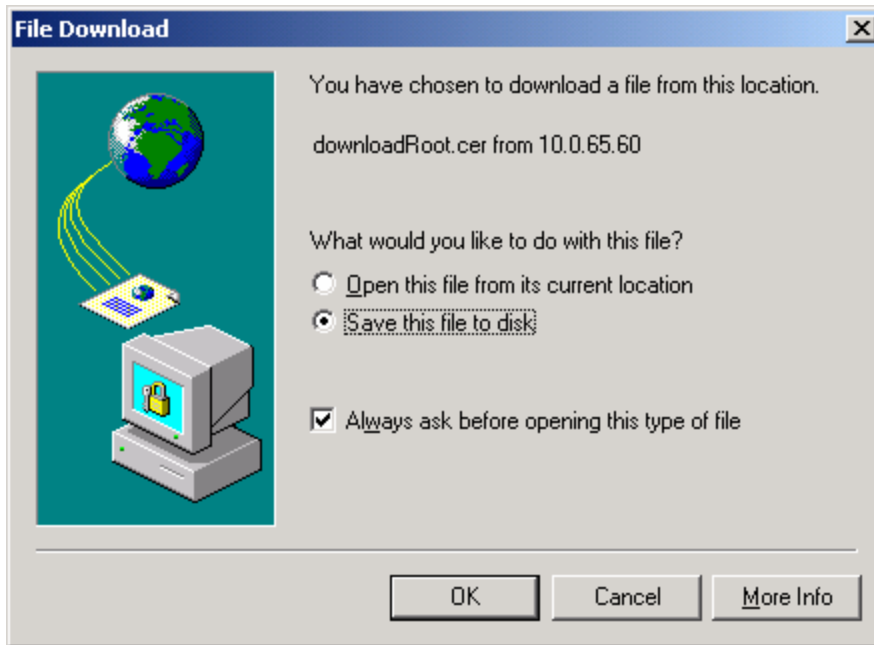 File Download
You have chosen to download a file from this location.
downloadRoot.cer from 10.0.65.60
What would you like to do with this file?
Open this file from its current location
Save this file to disk
Always ask before opening this type of file
OK Cancel More Info